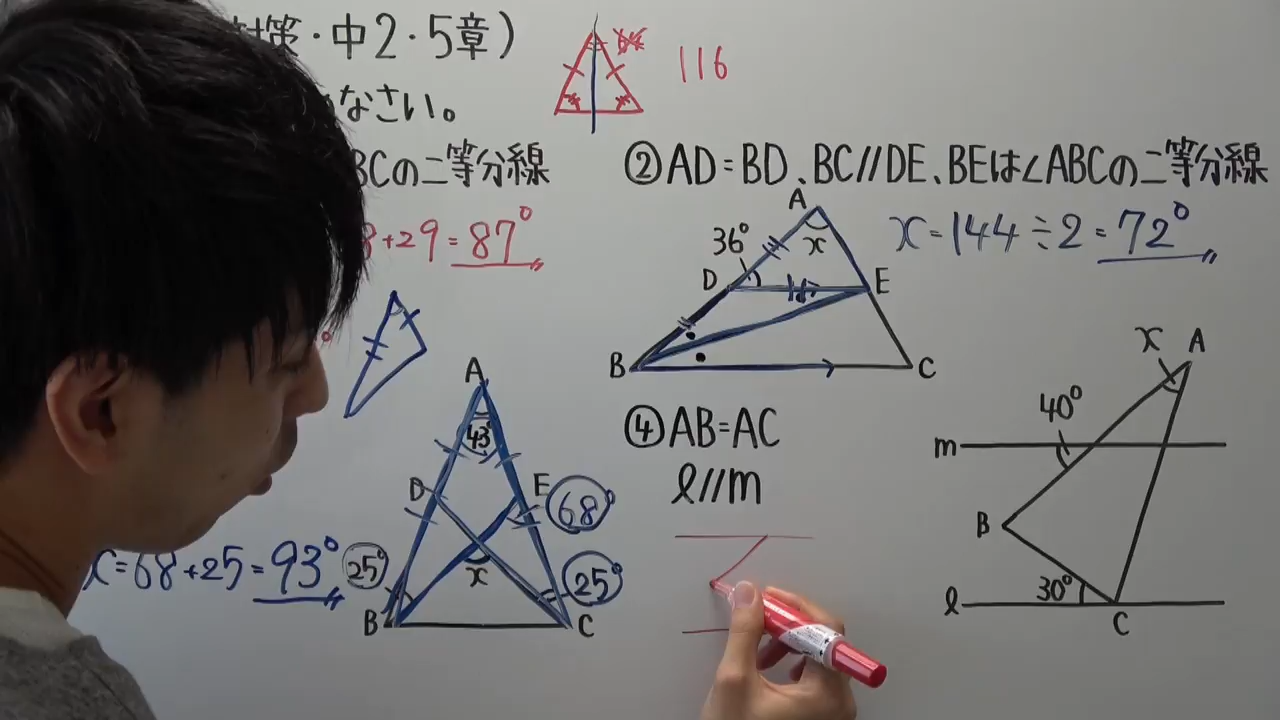 策・中2・5章)
なさい。
116
BCの二等分線
②AD=BD、BC//DE、BEは∠ABCの二等分線
+29=87°
x=144÷2=72°
A
36°
x
D
E
B
C
A
43°
D
E
68°
x=68+25=93°
25°
x
25°
B
C
④AB=AC
l//m
x
A
40°
m
B
30°
l
C